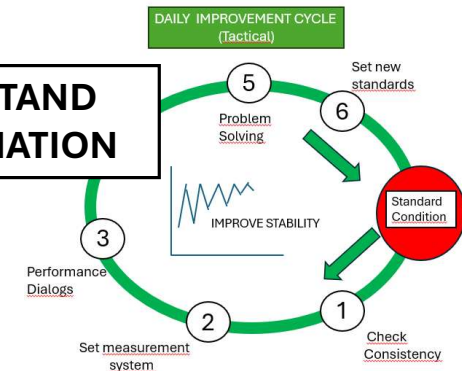 DAILY IMPROVEMENT CYCLE
(Tactical)
TAND
Set new
standards
5
6
Problem
Solving
Standard
Condition
IMPROVE STABILITY
3
Performance
Dialogs
2
1
Set measurement
system
Check
Consistency